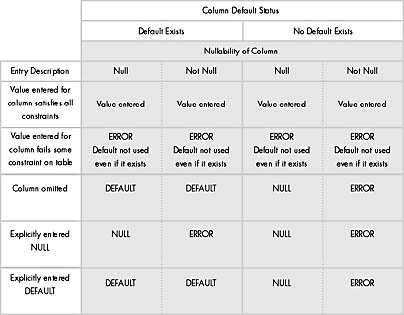 Column Default Status
Default Exists No Default Exists
Nullability of Column
Entry Description Null Not Null Null Not Null
Value entered for
column satisfies all
constraints
Value entered Value entered Value entered Value entered
Value entered for
column fails some
constraint on table
ERROR
Default not used
even if it exists
ERROR
Default not used
even if it exists
ERROR
Default not used
even if it exists
ERROR
Default not used
even if it exists
Column omitted DEFAULT DEFAULT NULL ERROR
Explicitly entered
NULL
NULL ERROR NULL ERROR
Explicitly entered
DEFAULT
DEFAULT DEFAULT NULL ERROR